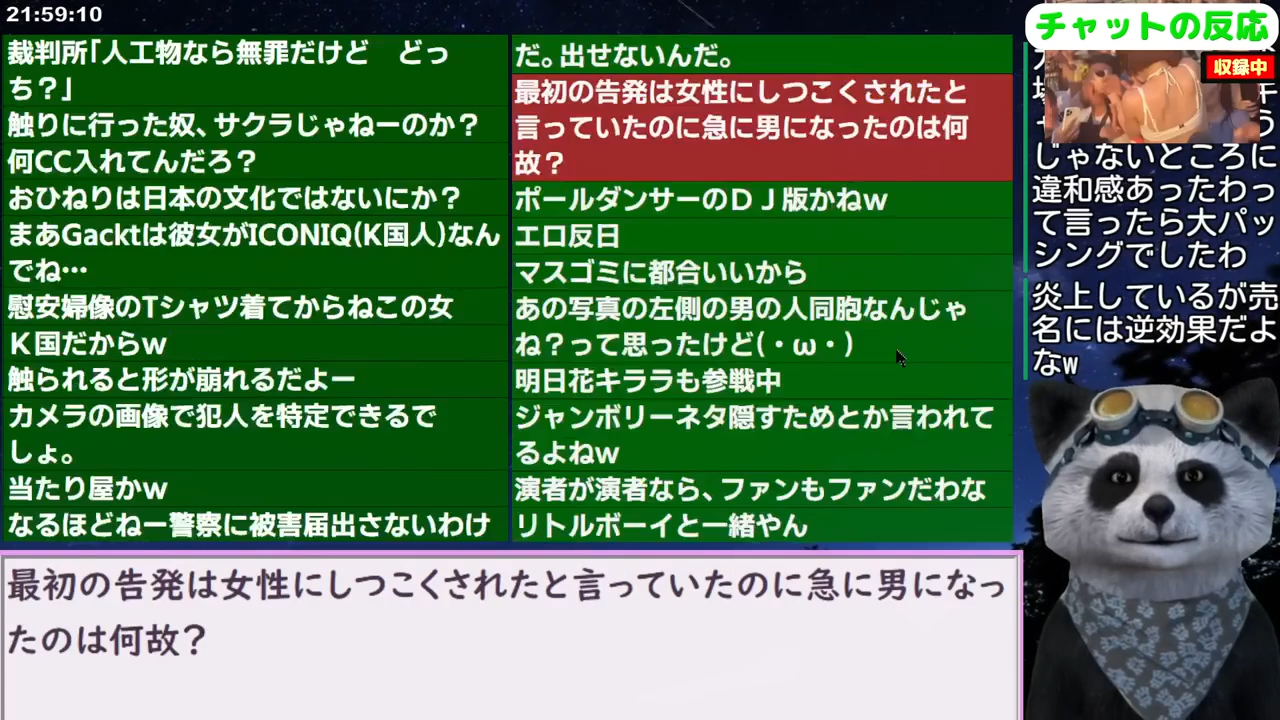 21:59:10
裁判所｢人工物なら無罪だけど　どっ
ち？｣
触りに行った奴、サクラじゃねーのか？
何CC入れてんだろ？
おひねりは日本の文化ではないにか？
まあGacktは彼女がICONIQ(K国人)なん
でね…
慰安婦像のTシャツ着てからねこの女
Ｋ国だからｗ
触られると形が崩れるだよー
カメラの画像で犯人を特定できるで
しょ。
当たり屋かｗ
なるほどねー警察に被害届出さないわけ
だ。出せないんだ。
最初の告発は女性にしつこくされたと
言っていたのに急に男になったのは何
故？
ポールダンサーのＤＪ版かねｗ
エロ反日
マスゴミに都合いいから
あの写真の左側の男の人同胞なんじゃ
ね？って思ったけど(・ω・)
明日花キララも参戦中
ジャンボリーネタ隠すためとか言われて
るよねｗ
演者が演者なら、ファンもファンだわな
リトルボーイと一緒やん
チャットの反応
収録中
じゃないところに
違和感あったわっ
て言ったら大パッ
シングでしたわ
炎上しているが売
名には逆効果だよ
なw
最初の告発は女性にしつこくされたと言っていたのに急に男になっ
たのは何故？